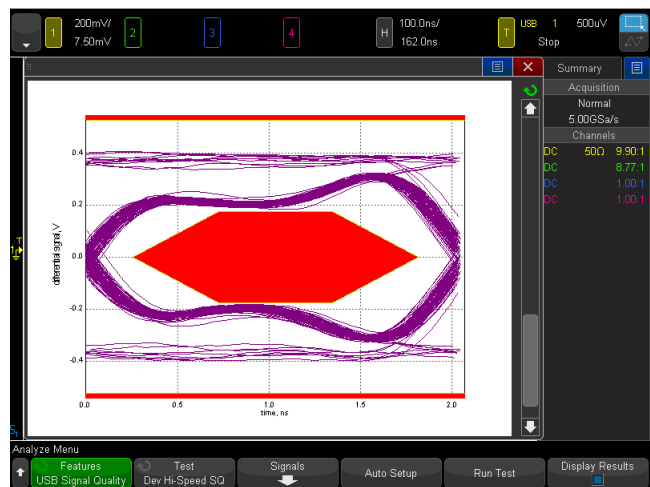 1
200mV/
7.50mV
2
3
4
H
100.0ns/
162.0ns
T
USB 1 500uV
Stop
Summary
Acquisition
Normal
5.00GSa/s
Channels
DC 50Ω 9.90:1
DC 8.77:1
DC 1.00:1
DC 1.00:1
differential signal, V
0.4
0.2
0.0
-0.2
-0.4
0.0 0.5 1.0 1.5 2.0
time, ns
Analyze Menu
Features
USB Signal Quality
Test
Dev Hi-Speed SQ
Signals
Auto Setup
Run Test
Display Results